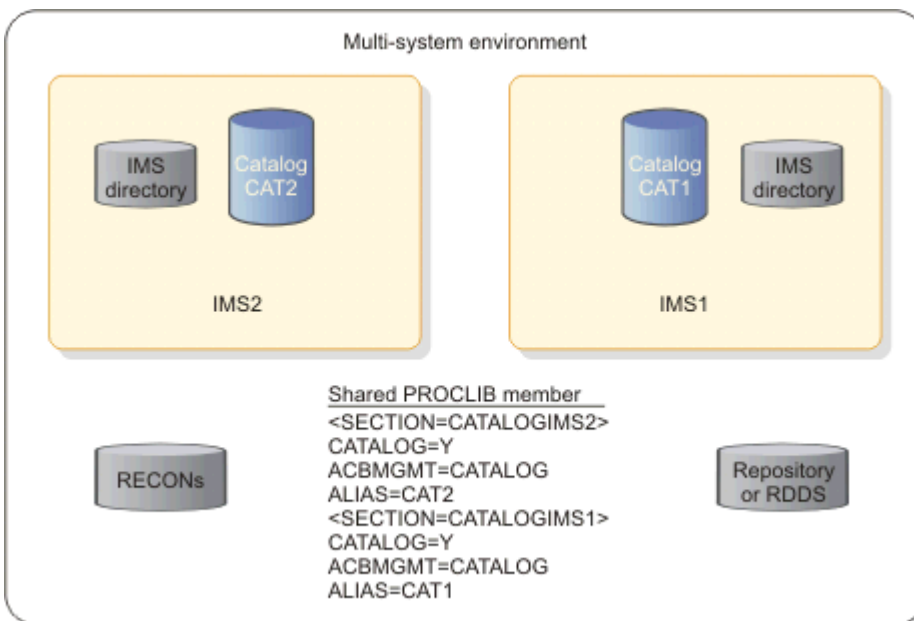 Multi-system environment
IMS
directory
Catalog
CAT2
IMS2
Catalog
CAT1
IMS
directory
IMS1
Shared PROCLIB member
<SECTION=CATALOGIMS2>
CATALOG=Y
ACBMGMT=CATALOG
ALIAS=CAT2
<SECTION=CATALOGIMS1>
CATALOG=Y
ACBMGMT=CATALOG
ALIAS=CAT1
RECONs
Repository
or RDDS